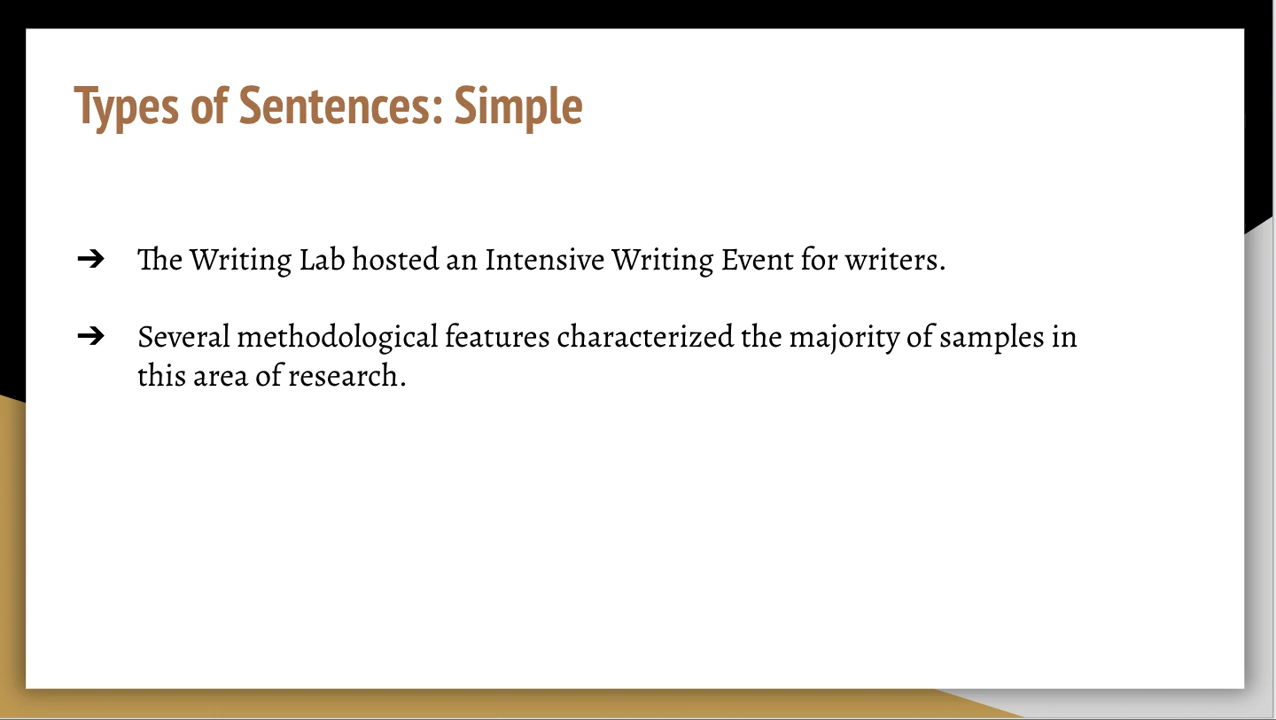 Types of Sentences: Simple
➔ The Writing Lab hosted an Intensive Writing Event for writers.
➔ Several methodological features characterized the majority of samples in
this area of research.